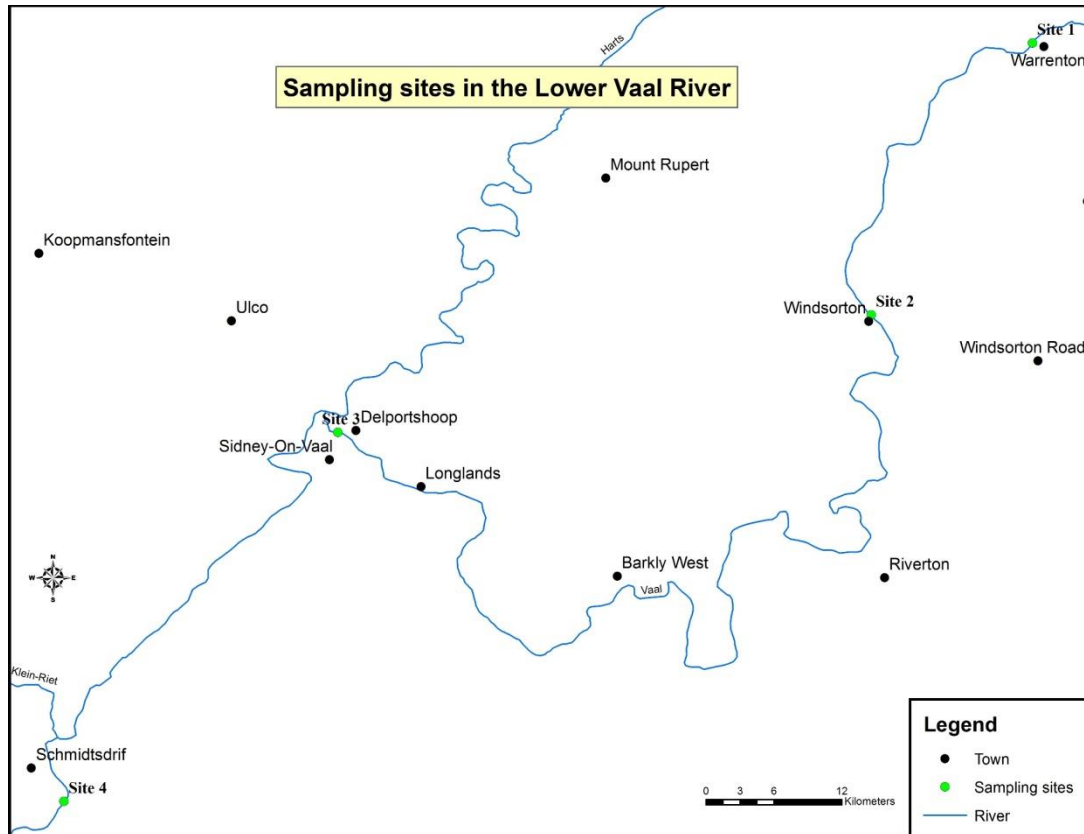 Harts
Site 1
Warrenton
Sampling sites in the Lower Vaal River
Mount Rupert
Koopmansfontein
Ulco
Windsorton
Site 2
Windsorton Road
Site 3
Delportshoop
Sidney-On-Vaal
Longlands
N
W
E
S
Barkly West
Vaal
Riverton
Klein-Riet
Schmidtsdrif
Site 4
0 3 6 12
Kilometers
Legend
Town
Sampling sites
River